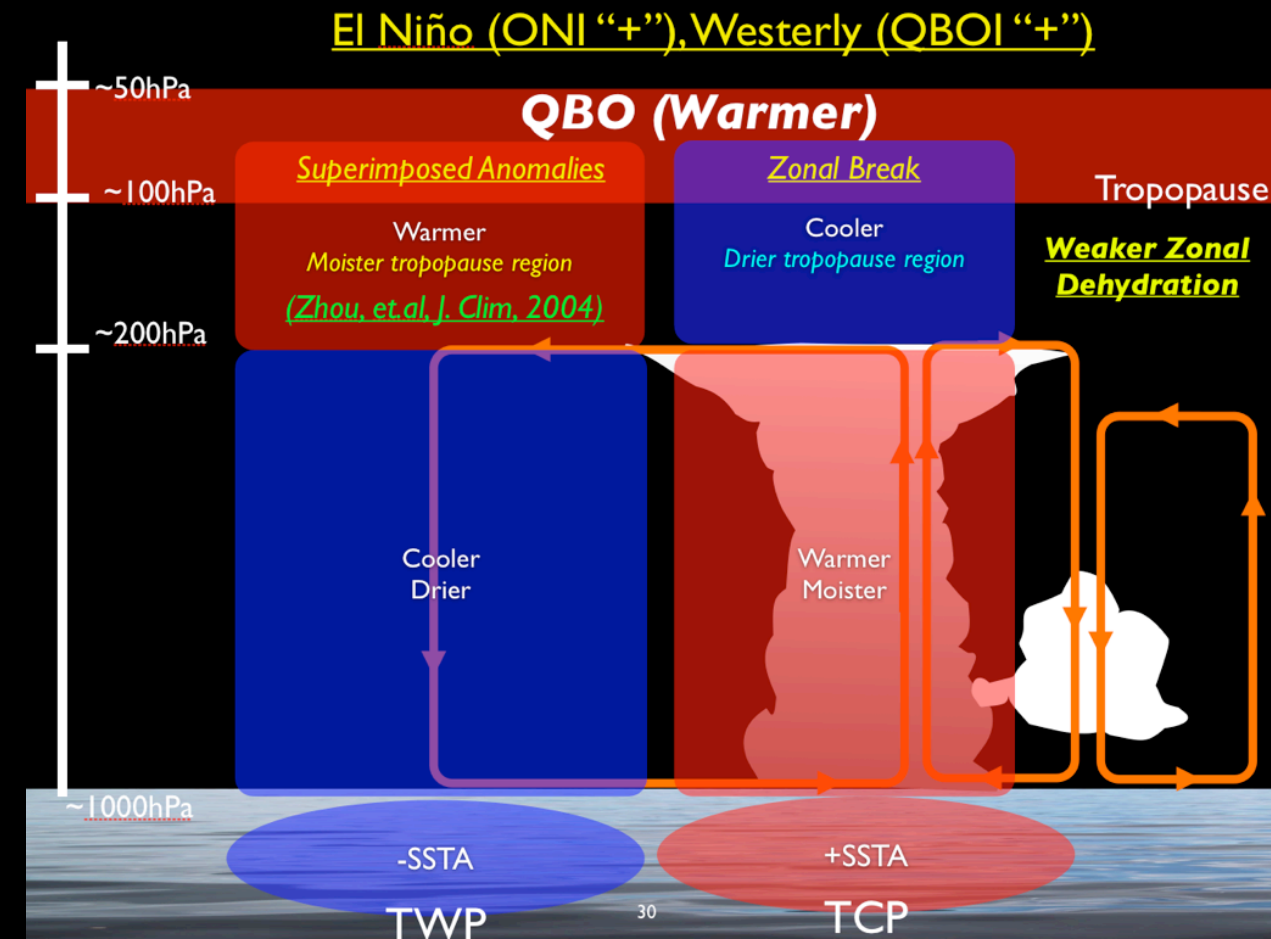 El Niño (ONI “+”), Westerly (QBOI “+”)
~50hPa
QBO (Warmer)
Superimposed Anomalies
Zonal Break
~100hPa
Tropopause
Warmer
Moister tropopause region
(Zhou, et.al, J. Clim, 2004)
Cooler
Drier tropopause region
Weaker Zonal
Dehydration
~200hPa
Cooler
Drier
Warmer
Moister
~1000hPa
-SSTA
+SSTA
TWP
30
TCP